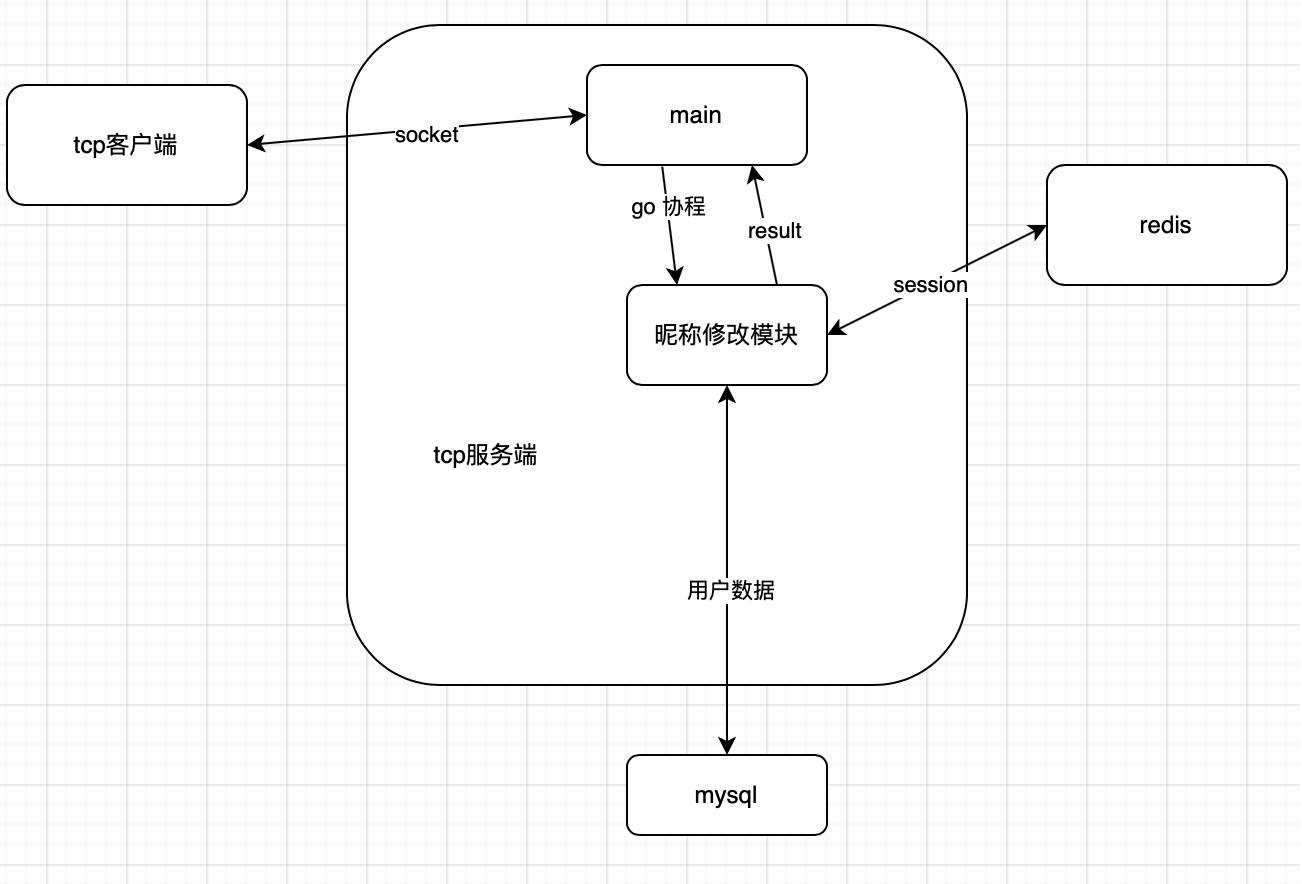 main
tcp客户端
socket
go 协程
result
redis
session
昵称修改模块
tcp服务端
用户数据
mysql